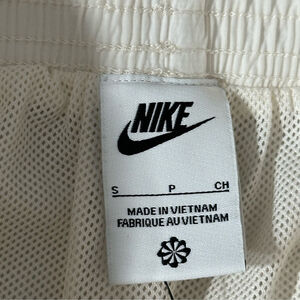 NIKE
S P CH
MADE IN VIETNAM
FABRIQUE AU VIETNAM